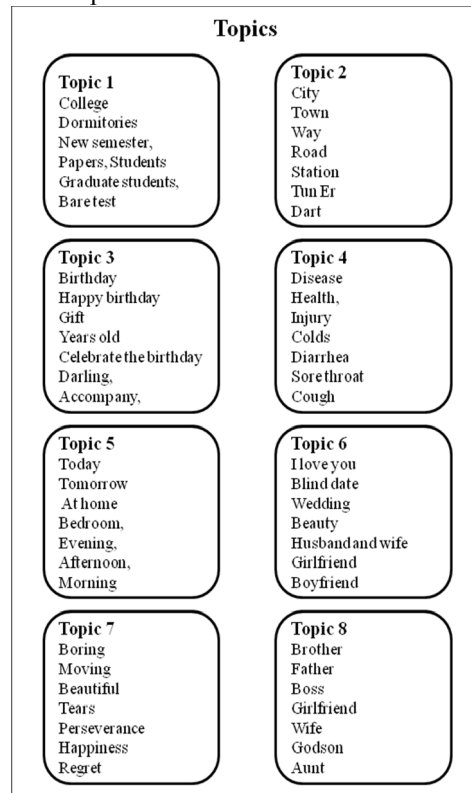 Topics
Topic 1
College
Dormitories
New semester,
Papers, Students
Graduate students,
Bare test
Topic 2
City
Town
Way
Road
Station
Tun Er
Dart
Topic 3
Birthday
Happy birthday
Gift
Years old
Celebrate the birthday
Darling,
Accompany,
Topic 4
Disease
Health,
Injury
Colds
Diarrhea
Sore throat
Cough
Topic 5
Today
Tomorrow
At home
Bedroom,
Evening,
Afternoon,
Morning
Topic 6
I love you
Blind date
Wedding
Beauty
Husband and wife
Girlfriend
Boyfriend
Topic 7
Boring
Moving
Beautiful
Tears
Perseverance
Happiness
Regret
Topic 8
Brother
Father
Boss
Girlfriend
Wife
Godson
Aunt